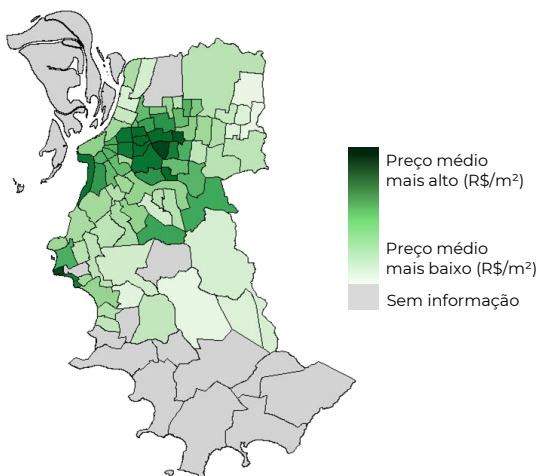 Preço médio
mais alto (R$/m²)
Preço médio
mais baixo (R$/m²)
Sem informação